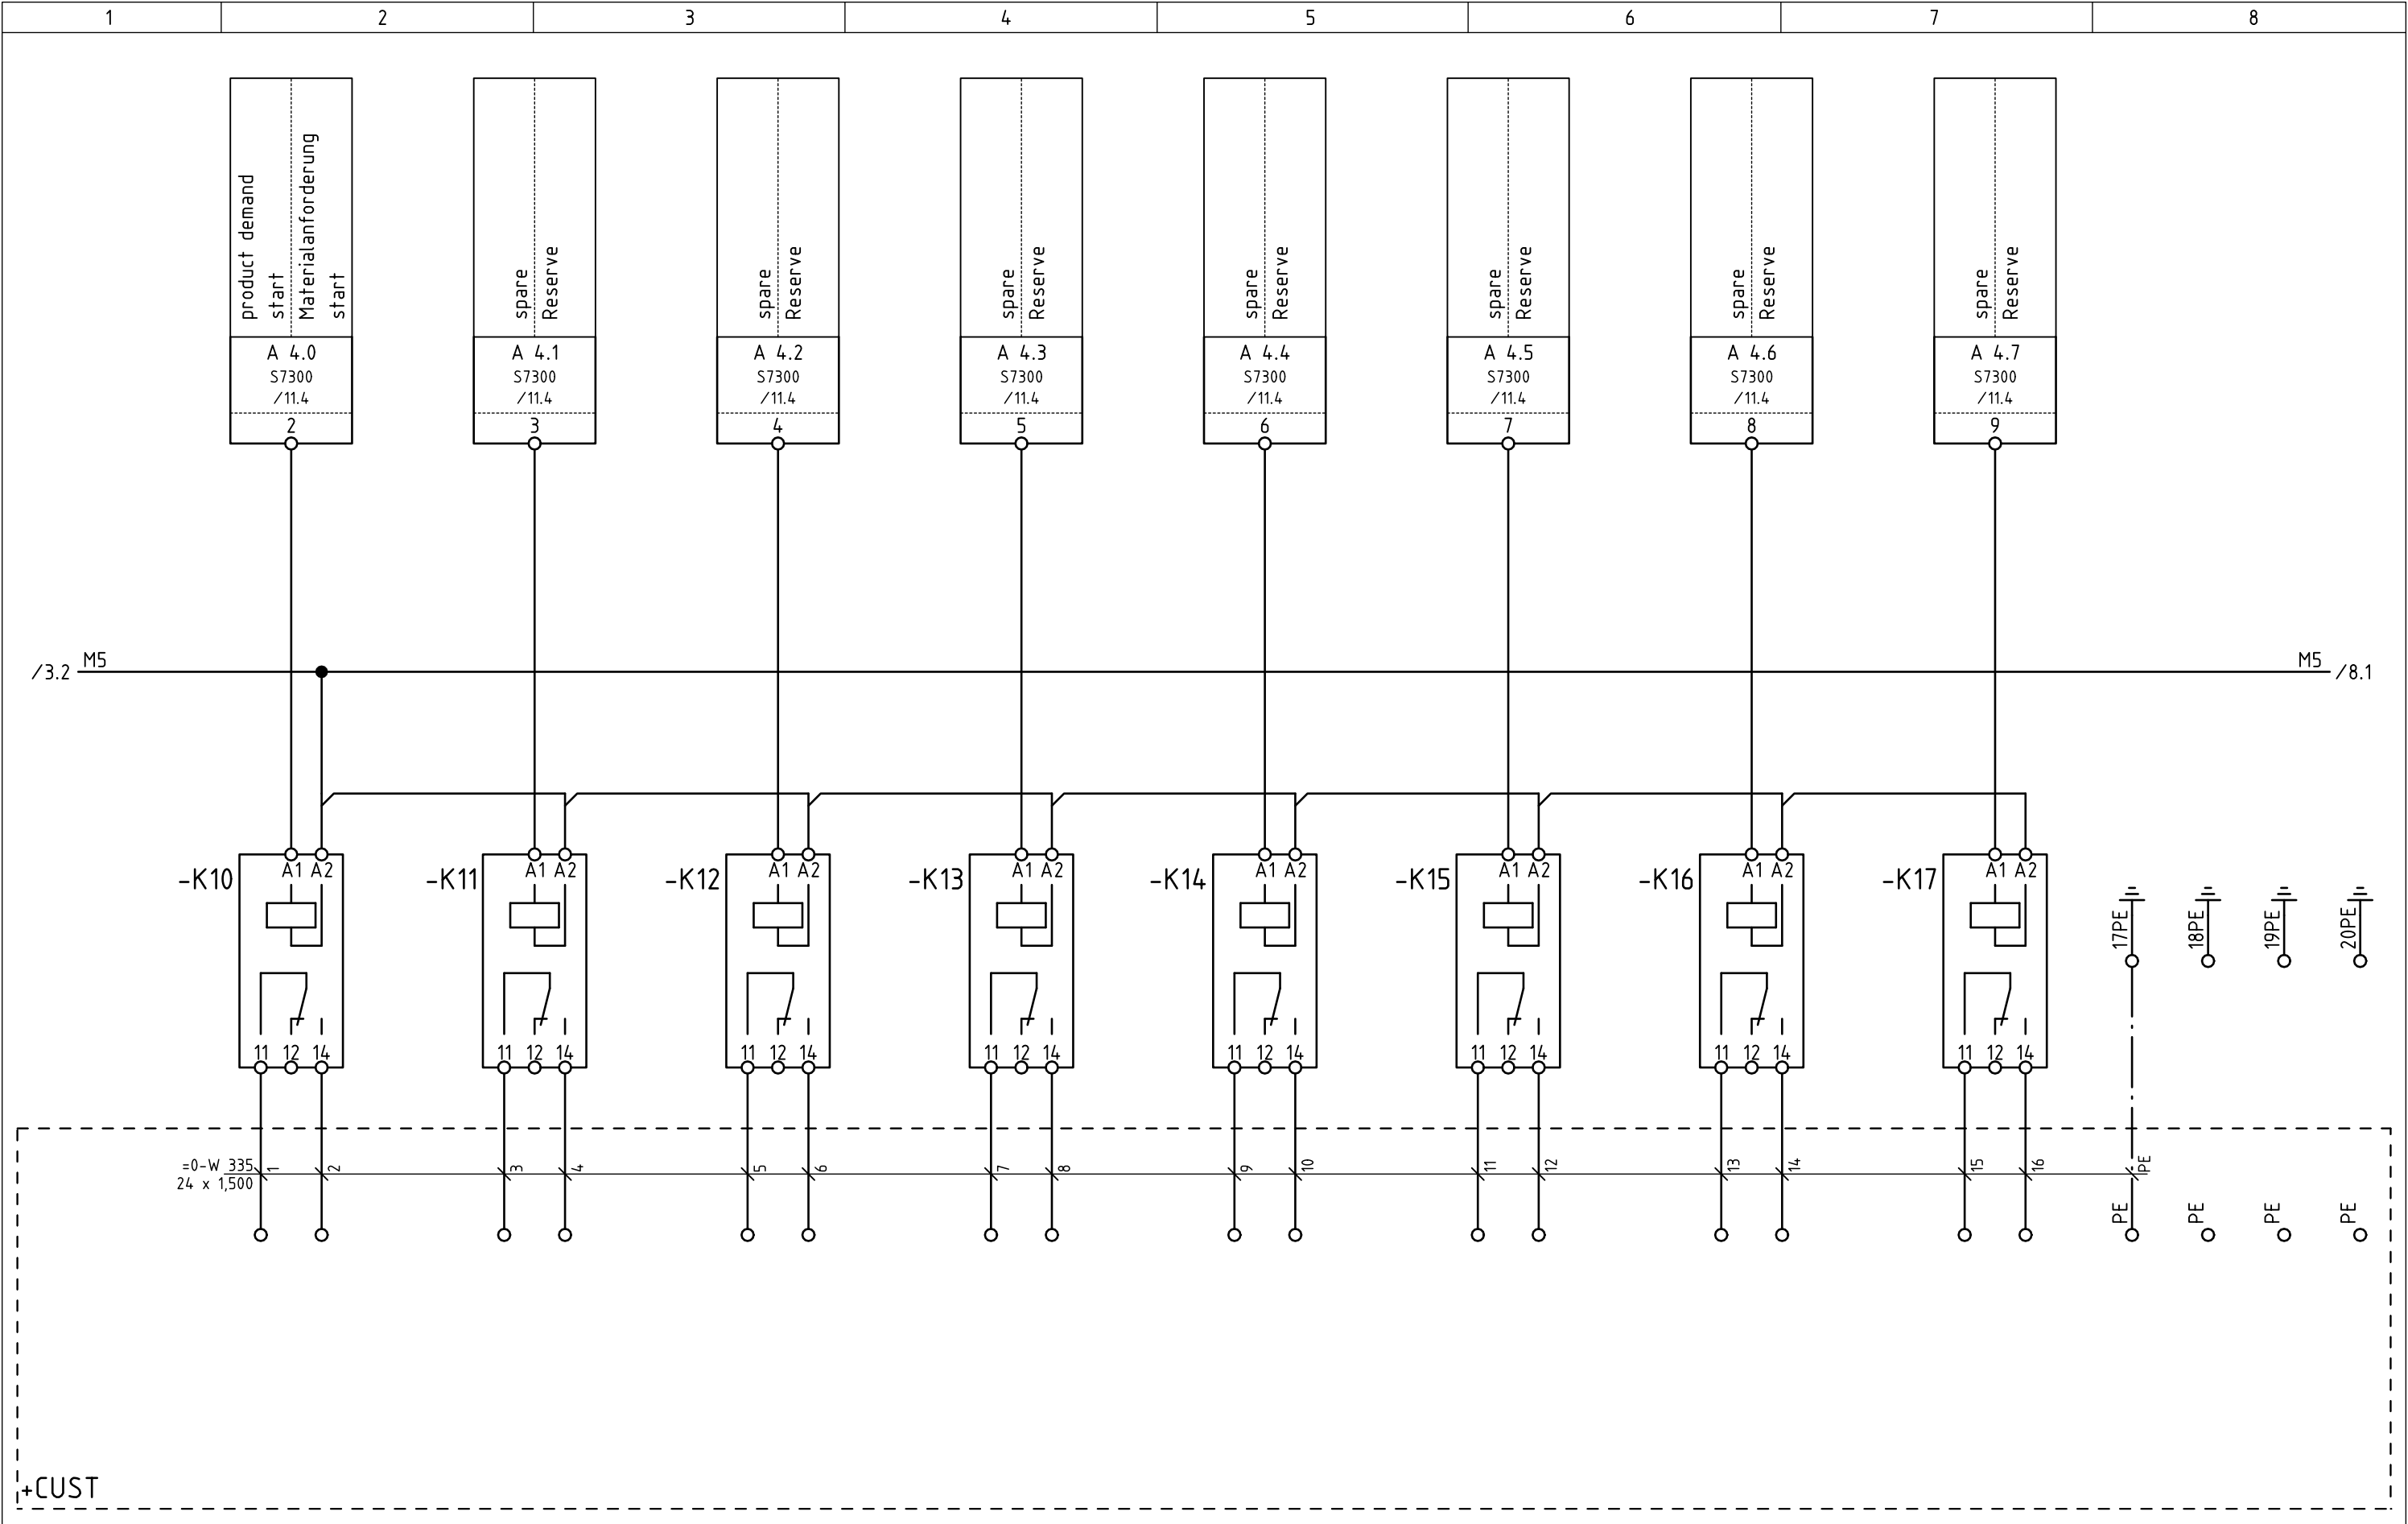 1 2 3 4 5 6 7 8
product demand
start
Materialanforderung
start
spare
Reserve
spare
Reserve
spare
Reserve
spare
Reserve
spare
Reserve
spare
Reserve
spare
Reserve
A 4.0 A 4.1 A 4.2 A 4.3 A 4.4 A 4.5 A 4.6 A 4.7
S7300 S7300 S7300 S7300 S7300 S7300 S7300 S7300
/11.4 /11.4 /11.4 /11.4 /11.4 /11.4 /11.4 /11.4
2 3 4 5 6 7 8 9
/3.2 M5 M5 /8.1
A1 A2 A1 A2 A1 A2 A1 A2 A1 A2 A1 A2 A1 A2 A1 A2
-K10 -K11 -K12 -K13 -K14 -K15 -K16 -K17
17PE 18PE 19PE 20PE
11 12 14 11 12 14 11 12 14 11 12 14 11 12 14 11 12 14 11 12 14 11 12 14
=0-W 335 1 2 3 4 5 6 7 8 9 10 11 12 13 14 15 16 PE
24 x 1,500
PE PE PE PE
+CUST